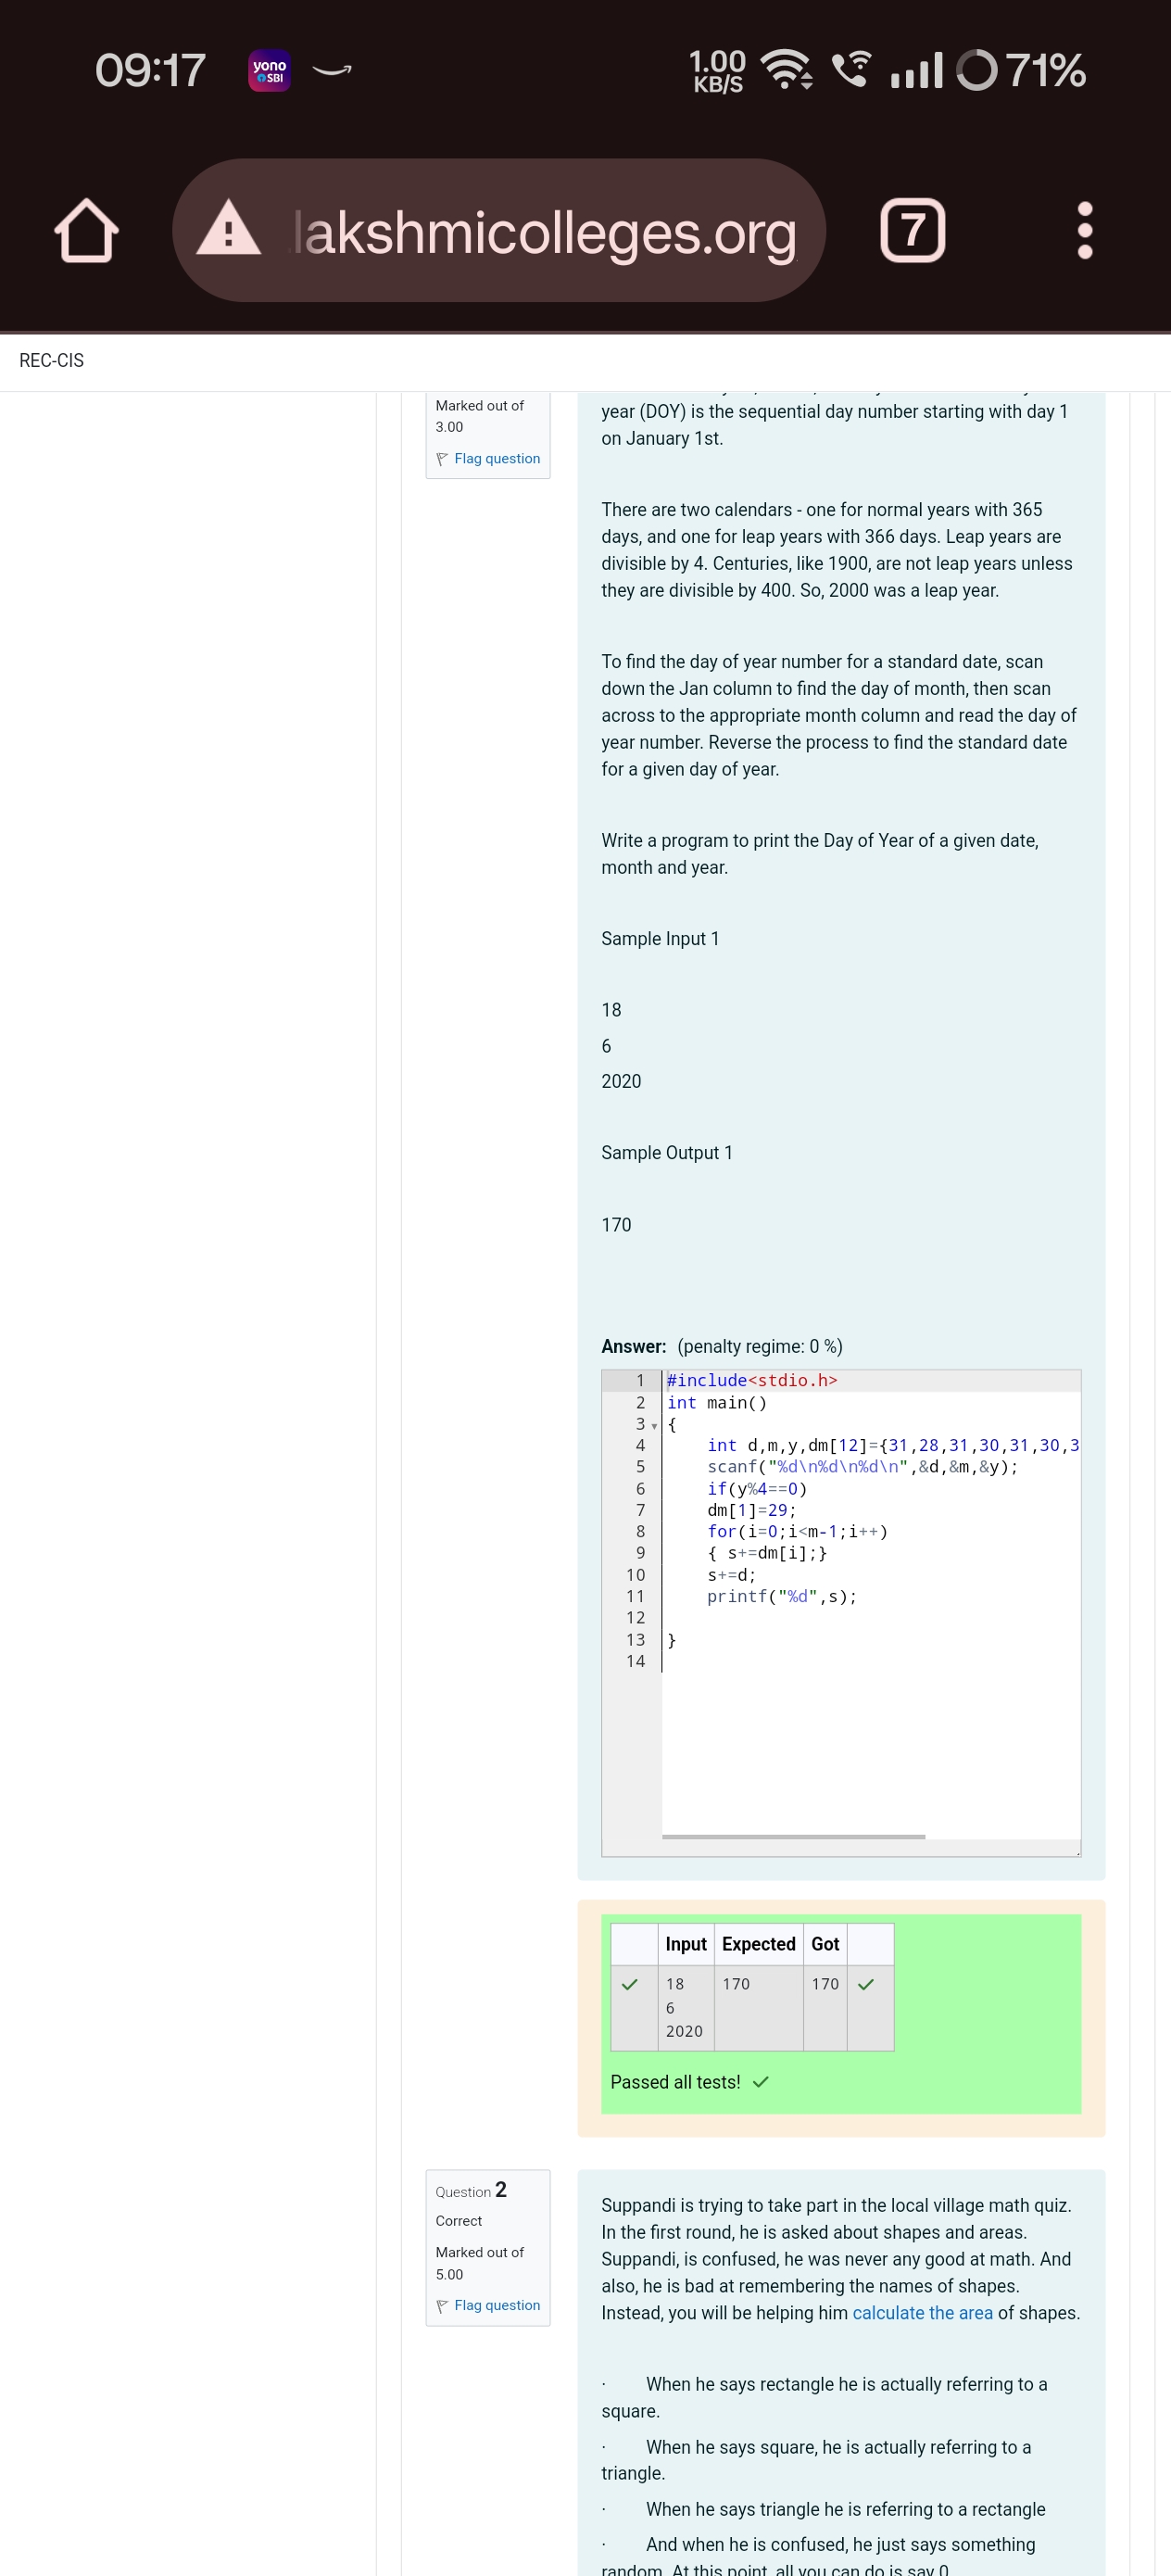 09:17
yono
SBI
1.00
KB/S
71%
lakshmicolleges.org
7
REC-CIS
Marked out of
3.00
Flag question
year (DOY) is the sequential day number starting with day 1
on January 1st.
There are two calendars - one for normal years with 365
days, and one for leap years with 366 days. Leap years are
divisible by 4. Centuries, like 1900, are not leap years unless
they are divisible by 400. So, 2000 was a leap year.
To find the day of year number for a standard date, scan
down the Jan column to find the day of month, then scan
across to the appropriate month column and read the day of
year number. Reverse the process to find the standard date
for a given day of year.
Write a program to print the Day of Year of a given date,
month and year.
Sample Input 1
18
6
2020
Sample Output 1
170
Answer: (penalty regime: 0 %)
1 #include<stdio.h>
2 int main()
3 {
4 int d,m,y,dm[12]={31,28,31,30,31,30,3
5 scanf("%d\n%d\n%d\n",&d,&m,&y);
6 if(y%4==0)
7 dm[1]=29;
8 for(i=0;i<m-1;i++)
9 { s+=dm[i];}
10 s+=d;
11 printf("%d",s);
12
13 }
14
Input Expected Got
18 170 170
6
2020
Passed all tests!
Question 2
Correct
Marked out of
5.00
Flag question
Suppandi is trying to take part in the local village math quiz.
In the first round, he is asked about shapes and areas.
Suppandi, is confused, he was never any good at math. And
also, he is bad at remembering the names of shapes.
Instead, you will be helping him calculate the area of shapes.
· When he says rectangle he is actually referring to a
square.
· When he says square, he is actually referring to a
triangle.
· When he says triangle he is referring to a rectangle
· And when he is confused, he just says something
random. At this point, all you can do is say 0.